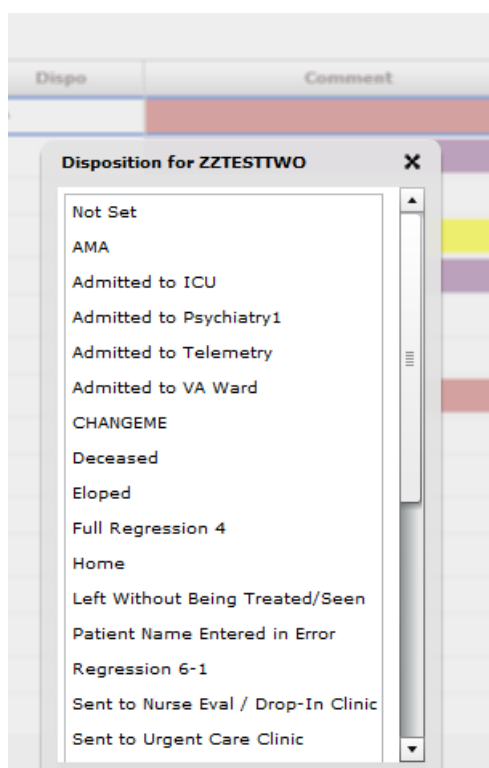 Dispo
Comment
Disposition for ZZTESTTWO
Not Set
AMA
Admitted to ICU
Admitted to Psychiatry1
Admitted to Telemetry
Admitted to VA Ward
CHANGEME
Deceased
Eloped
Full Regression 4
Home
Left Without Being Treated/Seen
Patient Name Entered in Error
Regression 6-1
Sent to Nurse Eval / Drop-In Clinic
Sent to Urgent Care Clinic